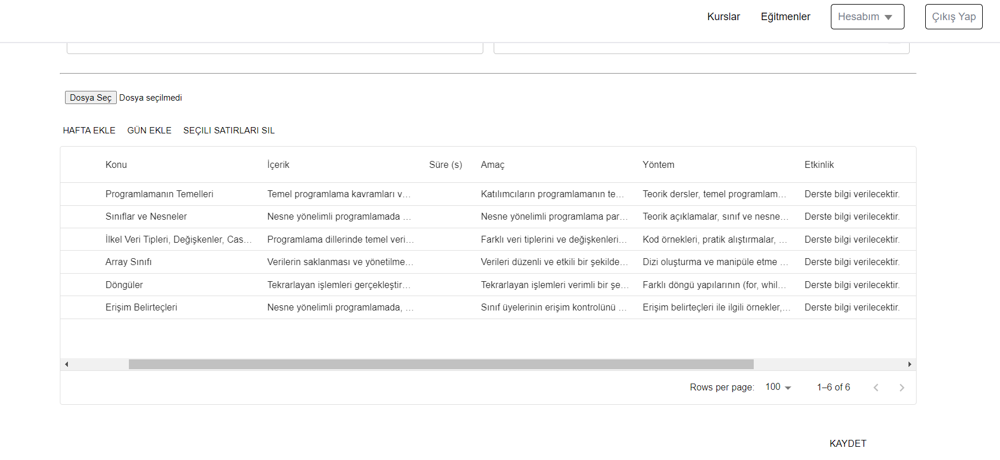 Kurslar Eğitmenler Hesabım Çıkış Yap
Dosya Seç Dosya seçilmedi
HAFTA EKLE GÜN EKLE SEÇILI SATIRLARI SIL
Konu İçerik Süre (s) Amaç Yöntem Etkinlik
Programlamanın Temelleri Temel programlama kavramları v... Katılımcıların programlamanın te... Teorik dersler, temel programlam... Derste bilgi verilecektir.
Sınıflar ve Nesneler Nesne yönelimli programlamada ... Nesne yönelimli programlama par... Teorik açıklamalar, sınıf ve nesne... Derste bilgi verilecektir.
İlkel Veri Tipleri, Değişkenler, Cas... Programlama dillerinde temel veri... Farklı veri tiplerini ve değişkenleri... Kod örnekleri, pratik alıştırmalar, ... Derste bilgi verilecektir.
Array Sınıfı Verilerin saklanması ve yönetilme... Verileri düzenli ve etkili bir şekilde... Dizi oluşturma ve manipüle etme ... Derste bilgi verilecektir.
Döngüler Tekrarlayan işlemleri gerçekleştir... Tekrarlayan işlemleri verimli bir şe... Farklı döngü yapılarının (for, whil... Derste bilgi verilecektir.
Erişim Belirteçleri Nesne yönelimli programlamada, ... Sınıf üyelerinin erişim kontrolünü ... Erişim belirteçleri ile ilgili örnekler,... Derste bilgi verilecektir.
Rows per page: 100 1–6 of 6
KAYDET